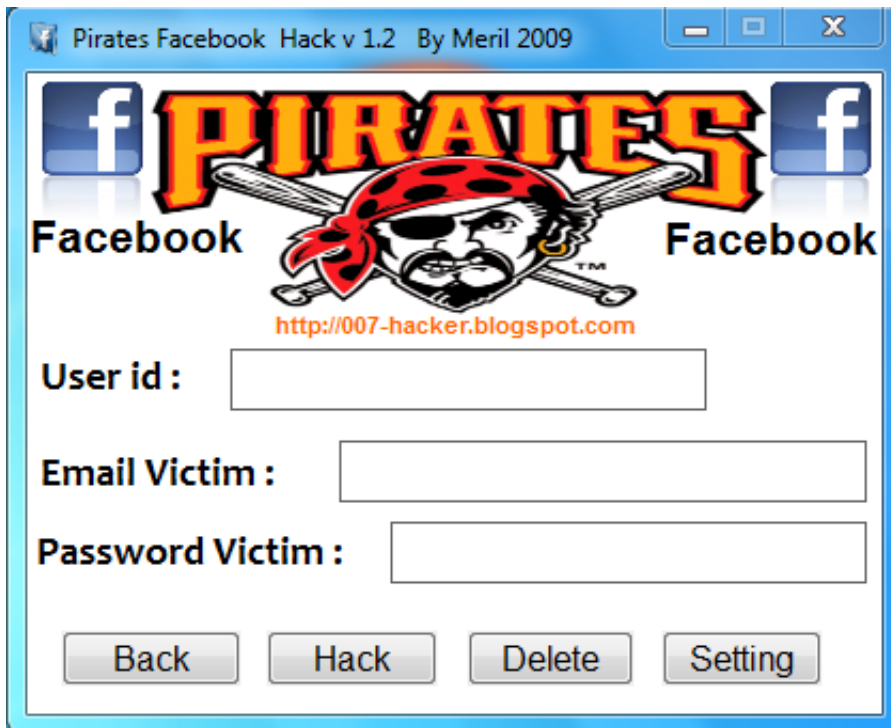 Pirates Facebook Hack v 1.2 By Meril 2009
f PIRATES f
Facebook Facebook
TM
http://007-hacker.blogspot.com
User id :
Email Victim :
Password Victim :
Back Hack Delete Setting